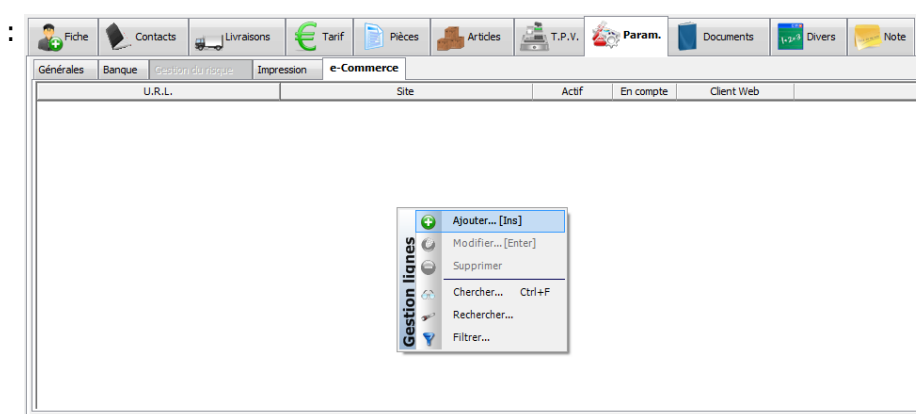 :
Fiche Contacts Livraisons Tarif Pièces Articles T.P.V. Param. Documents Divers Note
Générales Banque Gestion du risque Impression e-Commerce
U.R.L. Site Actif En compte Client Web
Gestion lignes
Ajouter... [Ins]
Modifier... [Enter]
Supprimer
Chercher... Ctrl+F
Rechercher...
Filtrer...